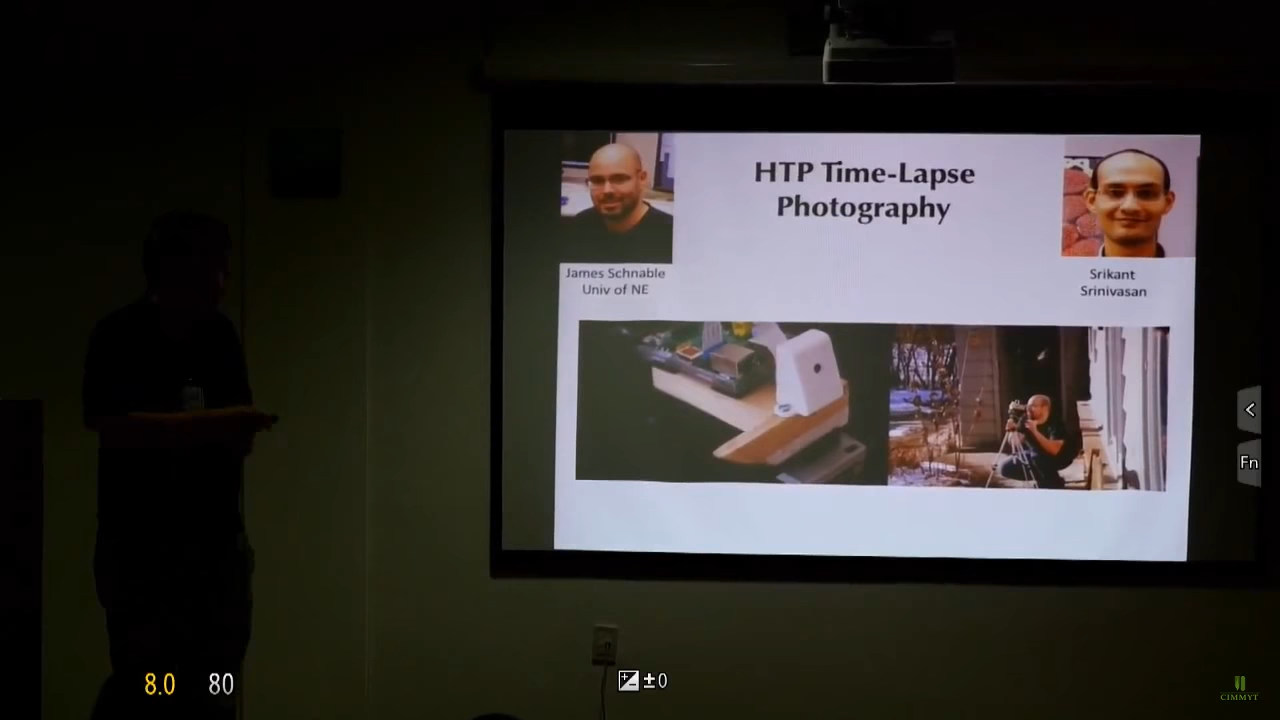 HTP Time-Lapse
Photography
James Schnable
Univ of NE
Srikant
Srinivasan
<
Fn
8.0 80 ±0
CIMMYT